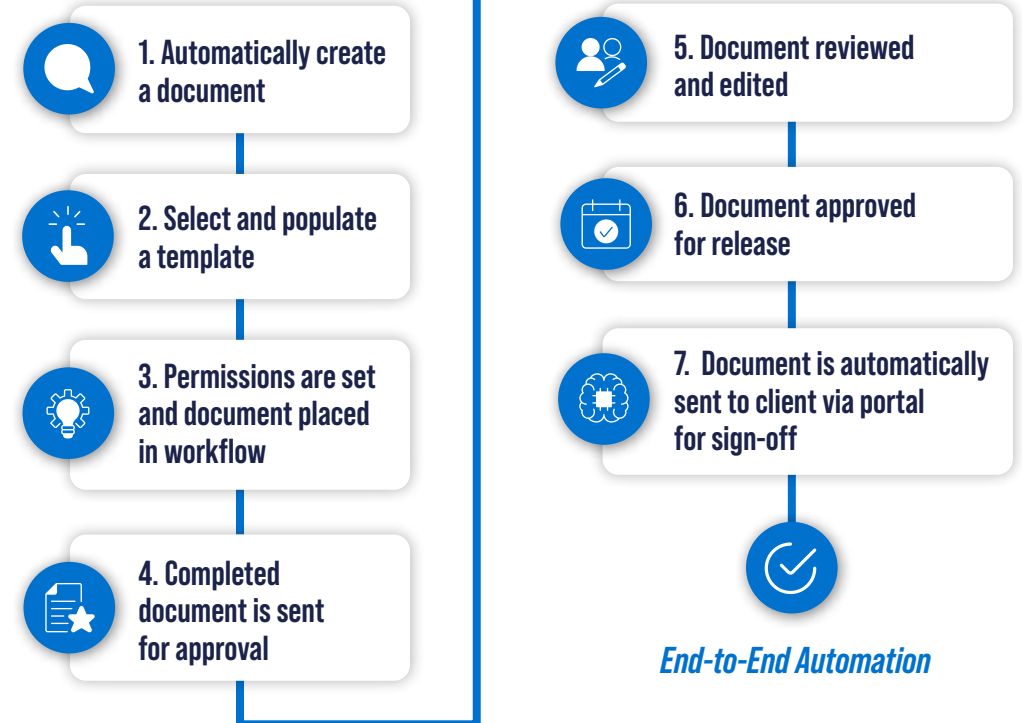 1. Automatically create
a document
2. Select and populate
a template
3. Permissions are set
and document placed
in workflow
4. Completed
document is sent
for approval
5. Document reviewed
and edited
6. Document approved
for release
7. Document is automatically
sent to client via portal
for sign-off
End-to-End Automation